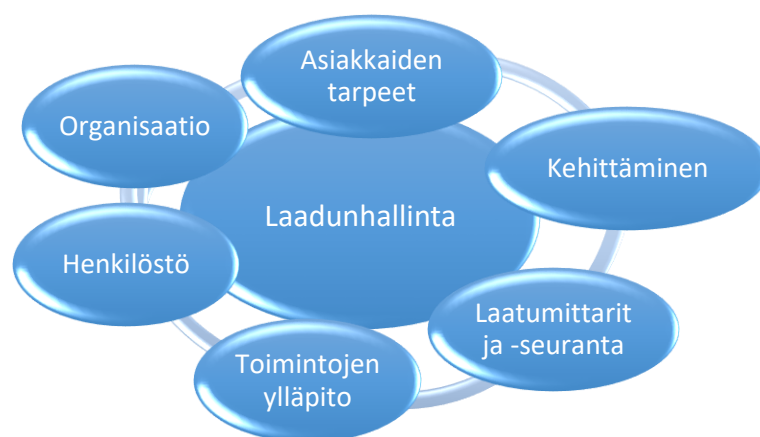 Asiakkaiden
tarpeet
Organisaatio
Kehittäminen
Laadunhallinta
Henkilöstö
Laatumittarit
ja -seuranta
Toimintojen
ylläpito